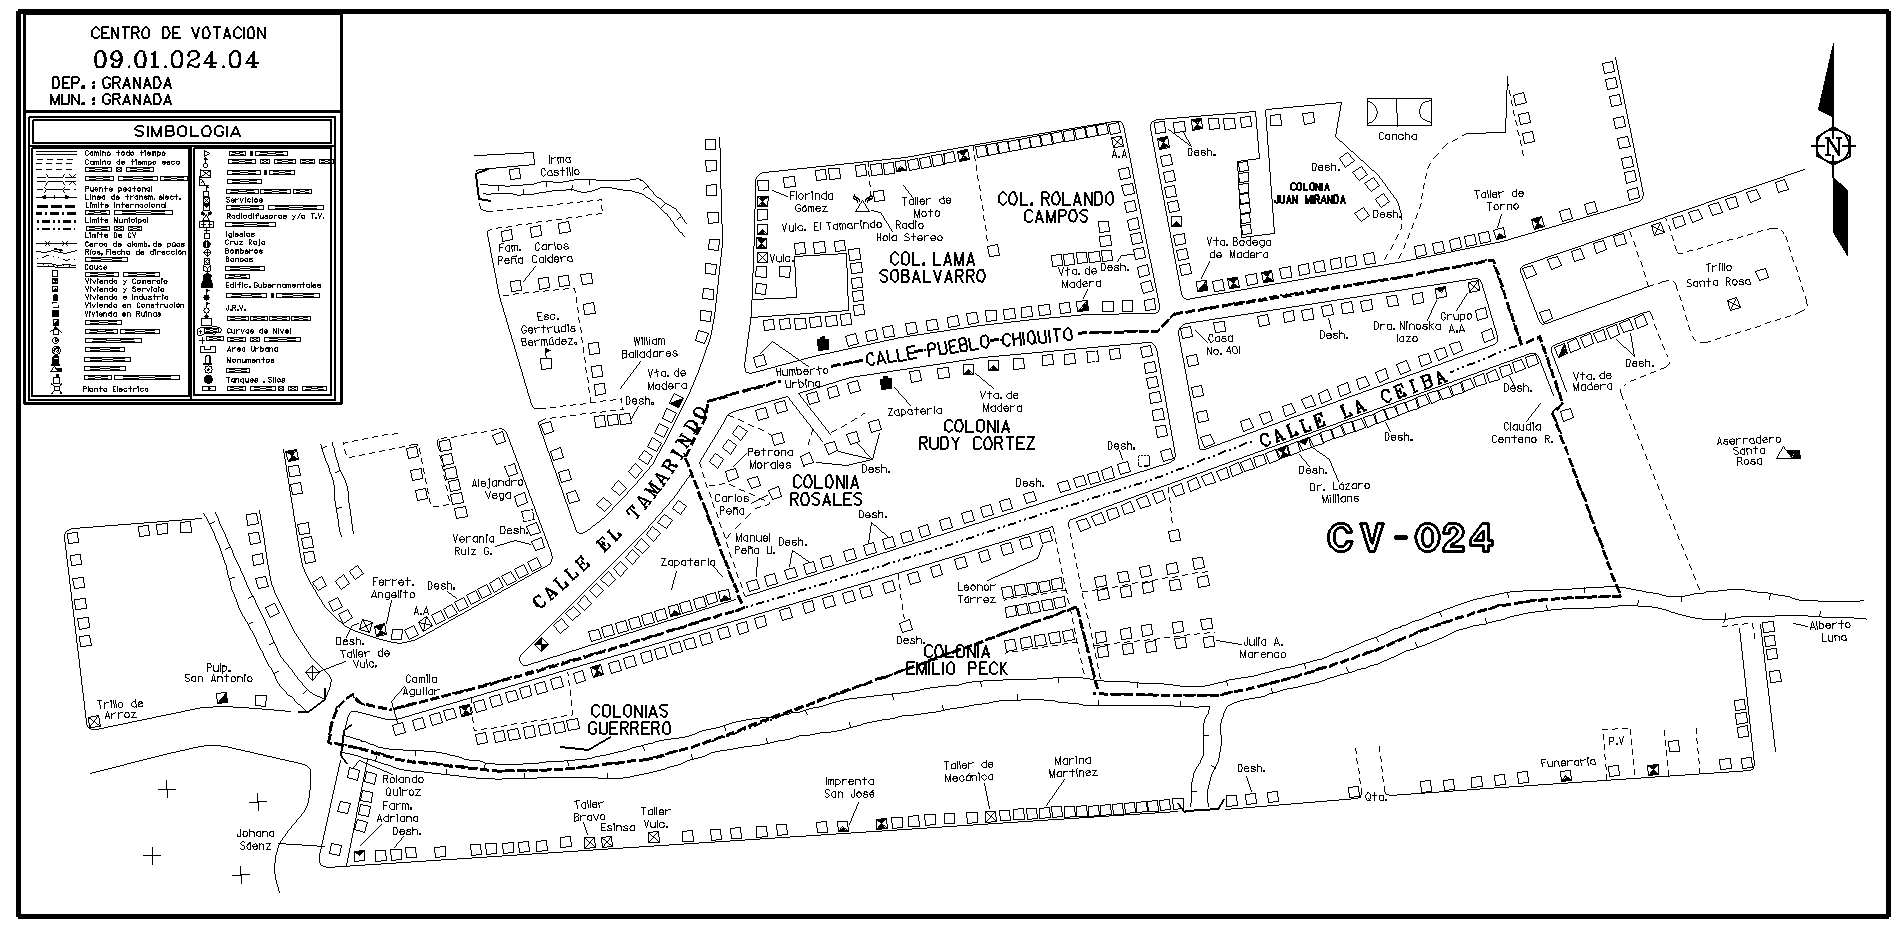 CENTRO DE VOTACION
09.01.024.04
DEP. : GRANADA
MUN. : GRANADA
SIMBOLOGIA
Camino todo tiempo
Camino de tiempo seco
Puente peatonal
Linea de transm. elect.
Limite Internacional
Limite Municipal
Limite De CV
Cerca de alamb. de púas
Rios, Flecha de dirección
Cauce
Vivienda y Comercio
Vivienda y Servicio
Vivienda e Industria
Vivienda en Construcción
Vivienda en Ruinas
Servicios
Radiodifusoras y/o T.V.
Iglesias
Cruz Roja
Bomberos
Bancos
Edific. Gubernamentales
J.R.V.
Curvas de Nivel
Area Urbana
Monumentos
Tanques . Silos
Planta Electrica
Irma
Castillo
Fam.
Peña
Carlos
Caldera
Esc.
Gertrudis
Bermúdez.
William
Balladares
Vta. de
Madera
Desh.
Florinda
Gómez
Vulc. El Tamarindo
Vulc.
Taller de
Moto
Radio
Hola Stereo
COL. LAMA
SOBALVARRO
COL. ROLANDO
CAMPOS
A.A
Vta. de
Madera
Desh.
Desh.
Vta. Bodega
de Madera
COLONIA
JUAN MIRANDA
Desh.
Desh.
Cancha
Taller de
Torno
N
Trillo
Santa Rosa
CALLE-PUEBLO-CHIQUITO
Humberto
Urbina
Zapateria
Vta. de
Madera
COLONIA
RUDY CORTEZ
Casa
No. 401
Desh.
Dra. Ninoska
lazo
Grupo
A.A
Vta. de
Madera
Desh.
Desh.
Claudia
Centeno R.
CALLE LA CEIBA
Desh.
Desh.
Dr. Lázaro
Millians
Aserradero
Santa
Rosa
CV-024
CALLE EL TAMARINDO
Petrona
Morales
Carlos
Peña
COLONIA
ROSALES
Desh.
Desh.
Desh.
Desh.
Manuel
Peña U.
Desh.
Zapateria
Alejandro
Vega
Verania
Ruiz G.
Desh.
Ferret.
Angelito
Desh.
A.A
Desh.
Taller de
Vulc.
Pulp.
San Antonio
Trillo de
Arroz
Camilo
Aguilar
COLONIAS
GUERRERO
Leonor
Tárrez
Desh.
COLONIA
EMILIO PECK
Julia A.
Marenco
Alberto
Luna
Rolando
Quiroz
Farm.
Adriana
Desh.
Johana
Sáenz
Taller
Bravo
Esinsa
Taller
Vulc.
Imprenta
San José
Taller de
Mecánica
Marina
Martínez
Desh.
Qta.
Funeraria
P.V